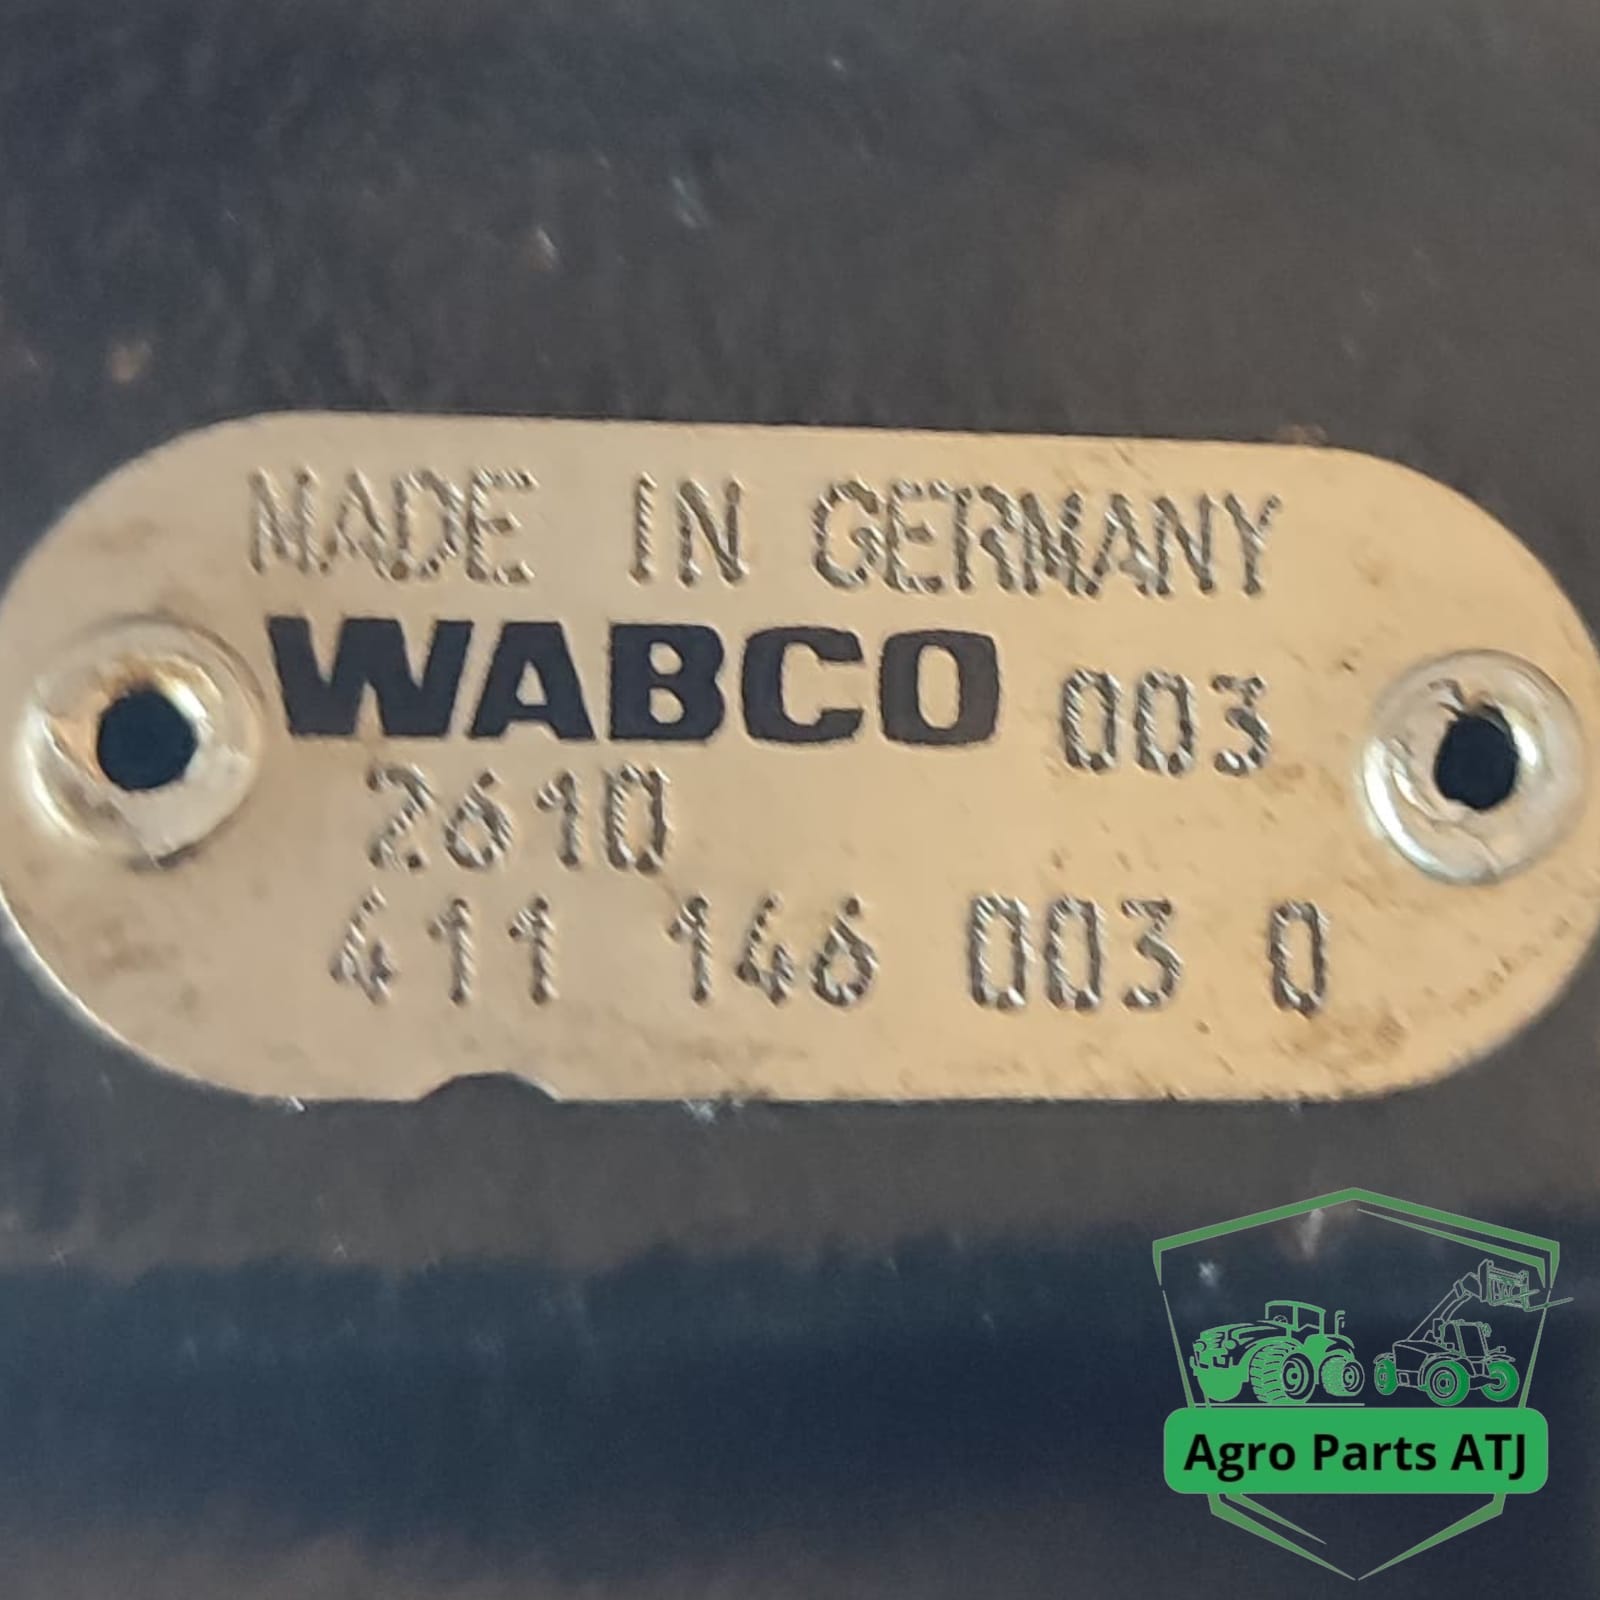 MADE IN GERMANY
WABCO 003
2610
411 146 003 0
Agro Parts ATJ